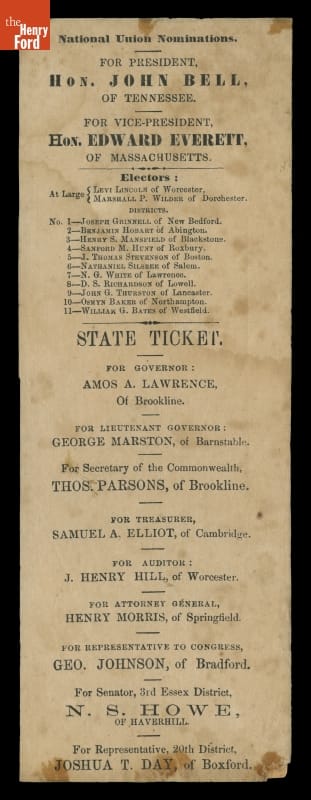 the
Henry
Ford
National Union Nominations.
FOR PRESIDENT,
HON. JOHN BELL,
OF TENNESSEE.
FOR VICE-PRESIDENT,
HON. EDWARD EVERETT,
OF MASSACHUSETTS.
Electors:
At Large { LEVI LINCOLN of Worcester,
MARSHALL P. WILDER of Dorchester.
DISTRICTS.
No. 1—JOSEPH GRINNELL of New Bedford.
2—BENJAMIN HOBART of Abington.
3—HENRY S. MANSFIELD of Blackstone.
4—SANFORD M. HUNT of Roxbury.
5—J. THOMAS STEVENSON of Boston.
6—NATHANIEL SILSBEE of Salem.
7—N. G. WHITE of Lawrence.
8—D. S. RICHARDSON of Lowell.
9—JOHN G. THURSTON of Lancaster.
10—OSMYN BAKER of Northampton.
11—WILLIAM G. BATES of Westfield.
STATE TICKET.
FOR GOVERNOR:
AMOS A. LAWRENCE,
Of Brookline.
FOR LIEUTENANT GOVERNOR:
GEORGE MARSTON, of Barnstable.
For Secretary of the Commonwealth,
THOS. PARSONS, of Brookline.
FOR TREASURER,
SAMUEL A. ELLIOT, of Cambridge.
FOR AUDITOR:
J. HENRY HILL, of Worcester.
FOR ATTORNEY GENERAL,
HENRY MORRIS, of Springfield.
FOR REPRESENTATIVE TO CONGRESS,
GEO. JOHNSON, of Bradford.
For Senator, 3rd Essex District,
N. S. HOWE,
OF HAVERHILL.
For Representative, 20th District,
JOSHUA T. DAY, of Boxford.